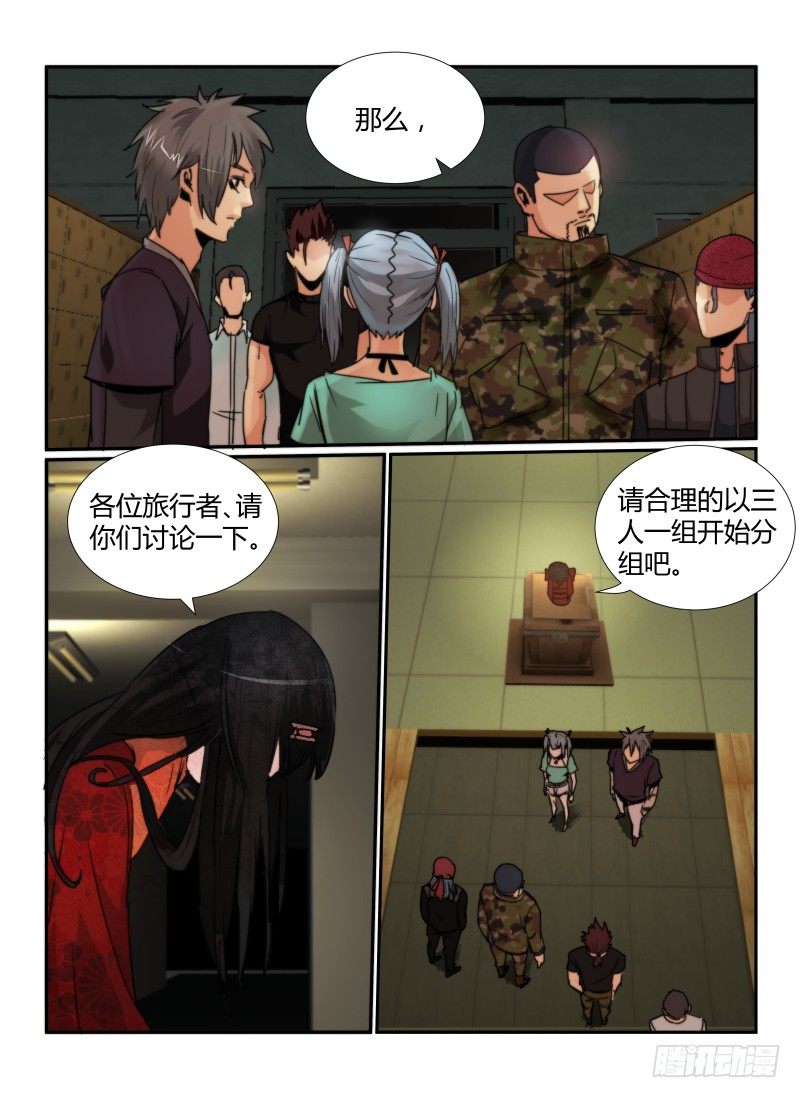 那么，
各位旅行者、请
你们讨论一下。
请合理的以三
人一组开始分
组吧。
腾讯动漫